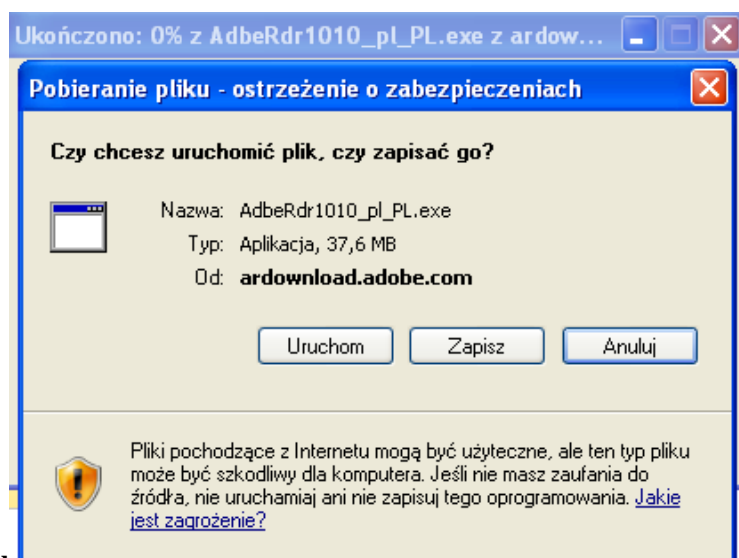 Ukończono: 0% z AdbeRdr1010_pl_PL.exe z ardow...
Pobieranie pliku - ostrzeżenie o zabezpieczeniach
Czy chcesz uruchomić plik, czy zapisać go?
Nazwa: AdbeRdr1010_pl_PL.exe
Typ: Aplikacja, 37,6 MB
Od: ardownload.adobe.com
Uruchom Zapisz Anuluj
Pliki pochodzące z Internetu mogą być użyteczne, ale ten typ pliku
może być szkodliwy dla komputera. Jeśli nie masz zaufania do
źródła, nie uruchamiaj ani nie zapisuj tego oprogramowania. Jakie
jest zagrożenie?